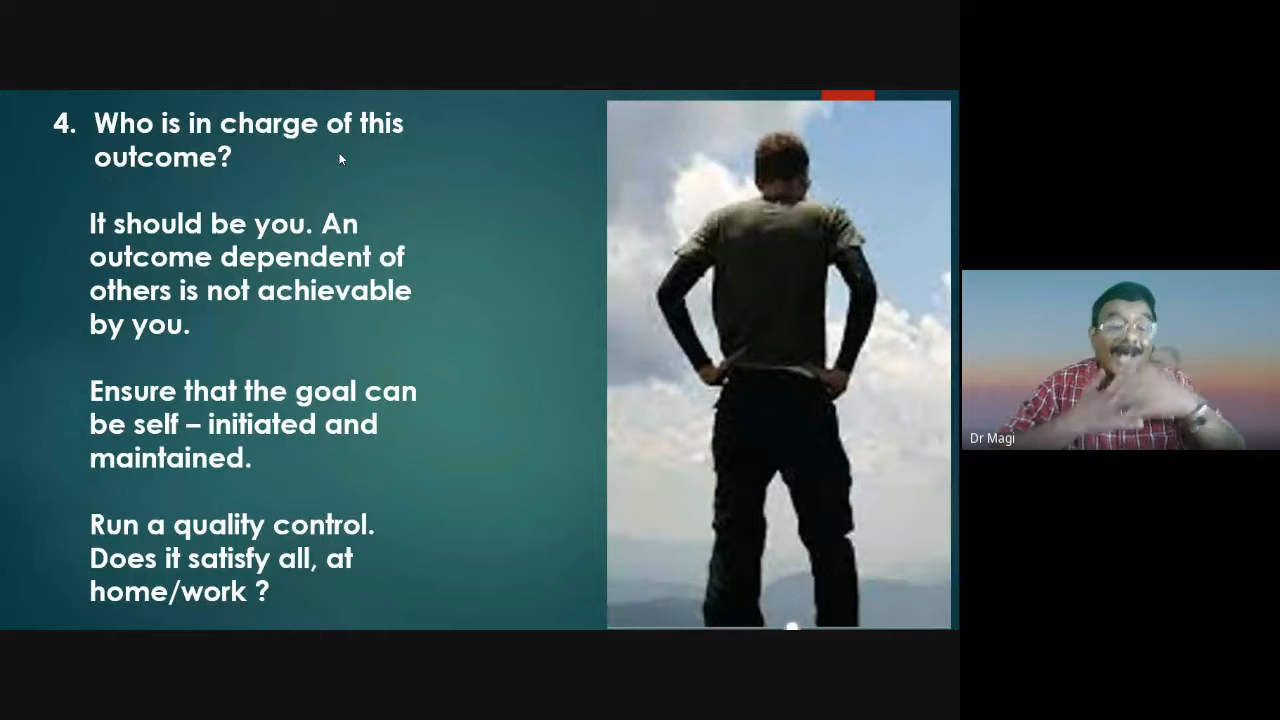 4. Who is in charge of this
outcome?
It should be you. An
outcome dependent of
others is not achievable
by you.
Ensure that the goal can
be self – initiated and
maintained.
Run a quality control.
Does it satisfy all, at
home/work ?
Dr Magi